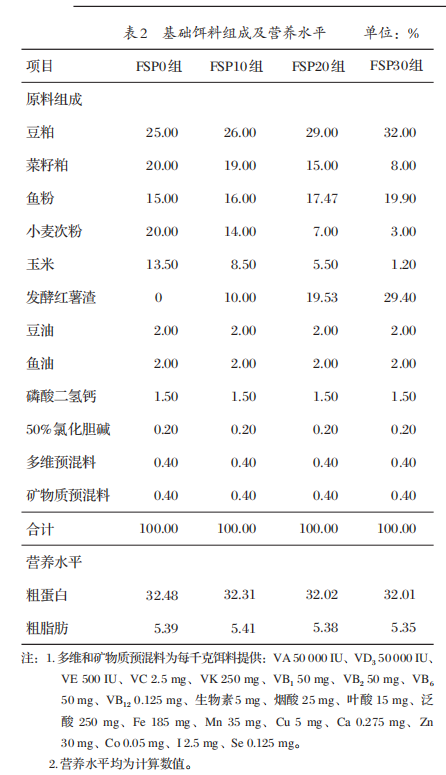 表2 基础饵料组成及营养水平 单位：%
项目 FSP0组 FSP10组 FSP20组 FSP30组
原料组成
豆粕 25.00 26.00 29.00 32.00
菜籽粕 20.00 19.00 15.00 8.00
鱼粉 15.00 16.00 17.47 19.90
小麦次粉 20.00 14.00 7.00 3.00
玉米 13.50 8.50 5.50 1.20
发酵红薯渣 0 10.00 19.53 29.40
豆油 2.00 2.00 2.00 2.00
鱼油 2.00 2.00 2.00 2.00
磷酸二氢钙 1.50 1.50 1.50 1.50
50%氯化胆碱 0.20 0.20 0.20 0.20
多维预混料 0.40 0.40 0.40 0.40
矿物质预混料 0.40 0.40 0.40 0.40
合计 100.00 100.00 100.00 100.00
营养水平
粗蛋白 32.48 32.31 32.02 32.01
粗脂肪 5.39 5.41 5.38 5.35
注：1.多维和矿物质预混料为每千克饵料提供：VA 50 000 IU、VD₃ 50 000 IU、
VE 500 IU、VC 2.5 mg、VK 250 mg、VB₁ 50 mg、VB₂ 50 mg、VB₆
50 mg、VB₁₂ 0.125 mg、生物素5 mg、烟酸25 mg、叶酸15 mg、泛
酸 250 mg、Fe 185 mg、Mn 35 mg、Cu 5 mg、Ca 0.275 mg、Zn
30 mg、Co 0.05 mg、I 2.5 mg、Se 0.125 mg。
2.营养水平均为计算数值。